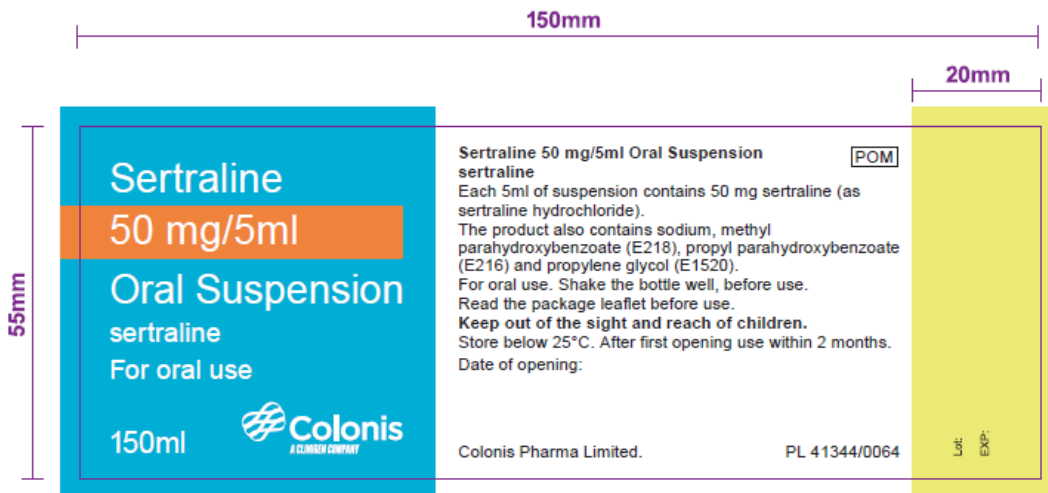 150mm
20mm
55mm
Sertraline
50 mg/5ml
Oral Suspension
sertraline
For oral use
150ml
Colonis
A CLINIGEN COMPANY
Sertraline 50 mg/5ml Oral Suspension
POM
sertraline
Each 5ml of suspension contains 50 mg sertraline (as
sertraline hydrochloride).
The product also contains sodium, methyl
parahydroxybenzoate (E218), propyl parahydroxybenzoate
(E216) and propylene glycol (E1520).
For oral use. Shake the bottle well, before use.
Read the package leaflet before use.
Keep out of the sight and reach of children.
Store below 25°C. After first opening use within 2 months.
Date of opening:
Colonis Pharma Limited.
PL 41344/0064
Lot:
EXP: